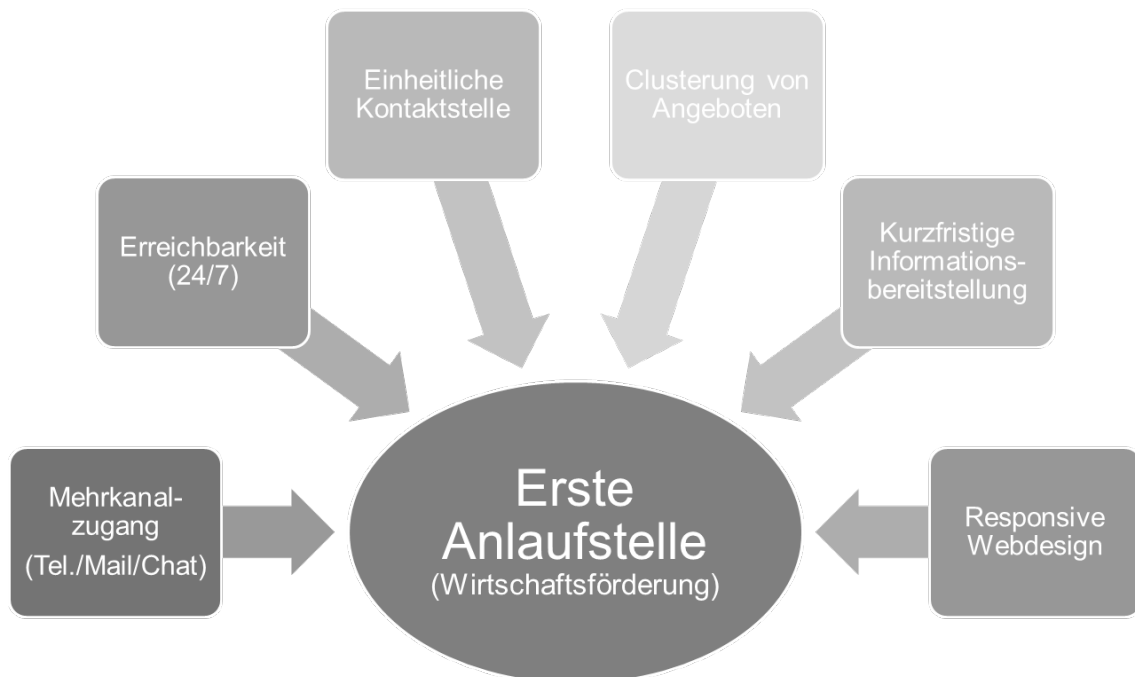 Einheitliche
Kontaktstelle
Clusterung von
Angeboten
Erreichbarkeit
(24/7)
Kurzfristige
Informations-
bereitstellung
Mehrkanal-
zugang
(Tel./Mail/Chat)
Erste
Anlaufstelle
(Wirtschaftsförderung)
Responsive
Webdesign